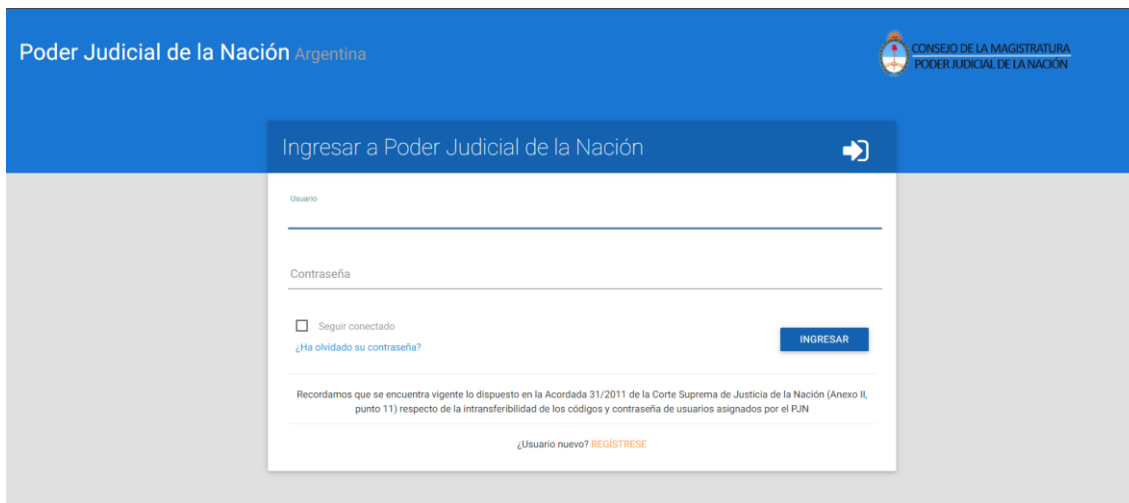 Poder Judicial de la Nación Argentina
CONSEJO DE LA MAGISTRATURA
PODER JUDICIAL DE LA NACIÓN
Ingresar a Poder Judicial de la Nación
Usuario
Contraseña
Seguir conectado
¿Ha olvidado su contraseña?
INGRESAR
Recordamos que se encuentra vigente lo dispuesto en la Acordada 31/2011 de la Corte Suprema de Justicia de la Nación (Anexo II,
punto 11) respecto de la intransferibilidad de los códigos y contraseña de usuarios asignados por el PJN
¿Usuario nuevo? REGÍSTRESE